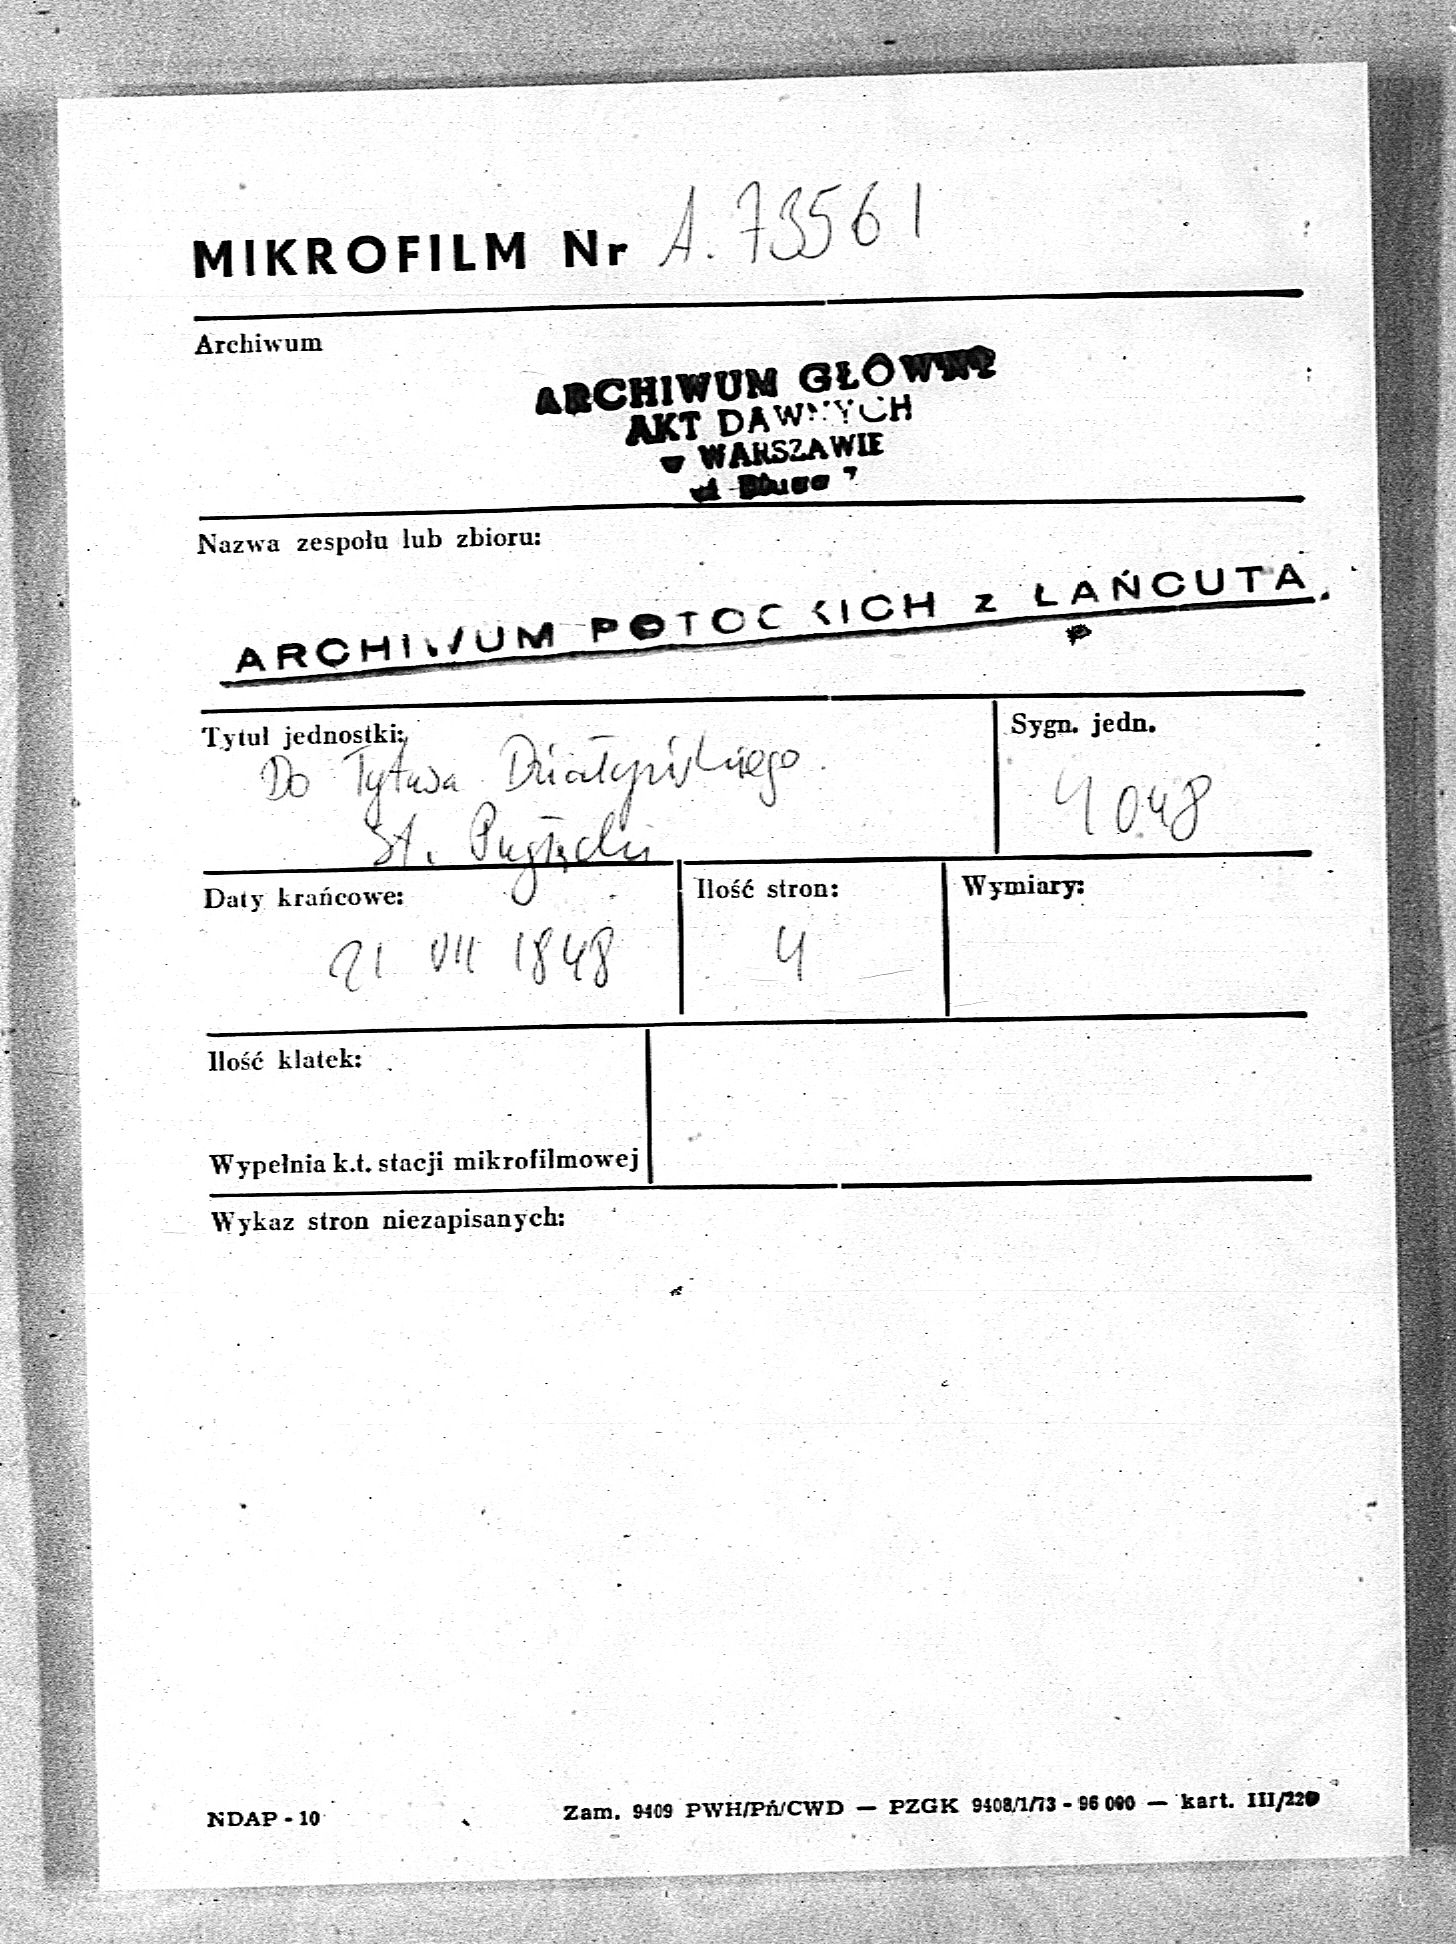 MIKROFILM Nr A. 73561
Archiwum
ARCHIWUM GŁÓWNE
AKT DAWNYCH
w WARSZAWIE
ul Długa 7
Nazwa zespołu lub zbioru:
ARCHIWUM POTOCKICH z ŁAŃCUTA.
Tytuł jednostki: Sygn. jedn.
Do Tytusa Działyńskiego. 4048
St.
Daty krańcowe: Ilość stron: Wymiary:
21 VII 1848 4
Ilość klatek:
Wypełnia k.t. stacji mikrofilmowej
Wykaz stron niezapisanych:
NDAP - 10 Zam. 9409 PWH/Pń/CWD — PZGK 9408/1/73 - 96 000 — kart. III/220